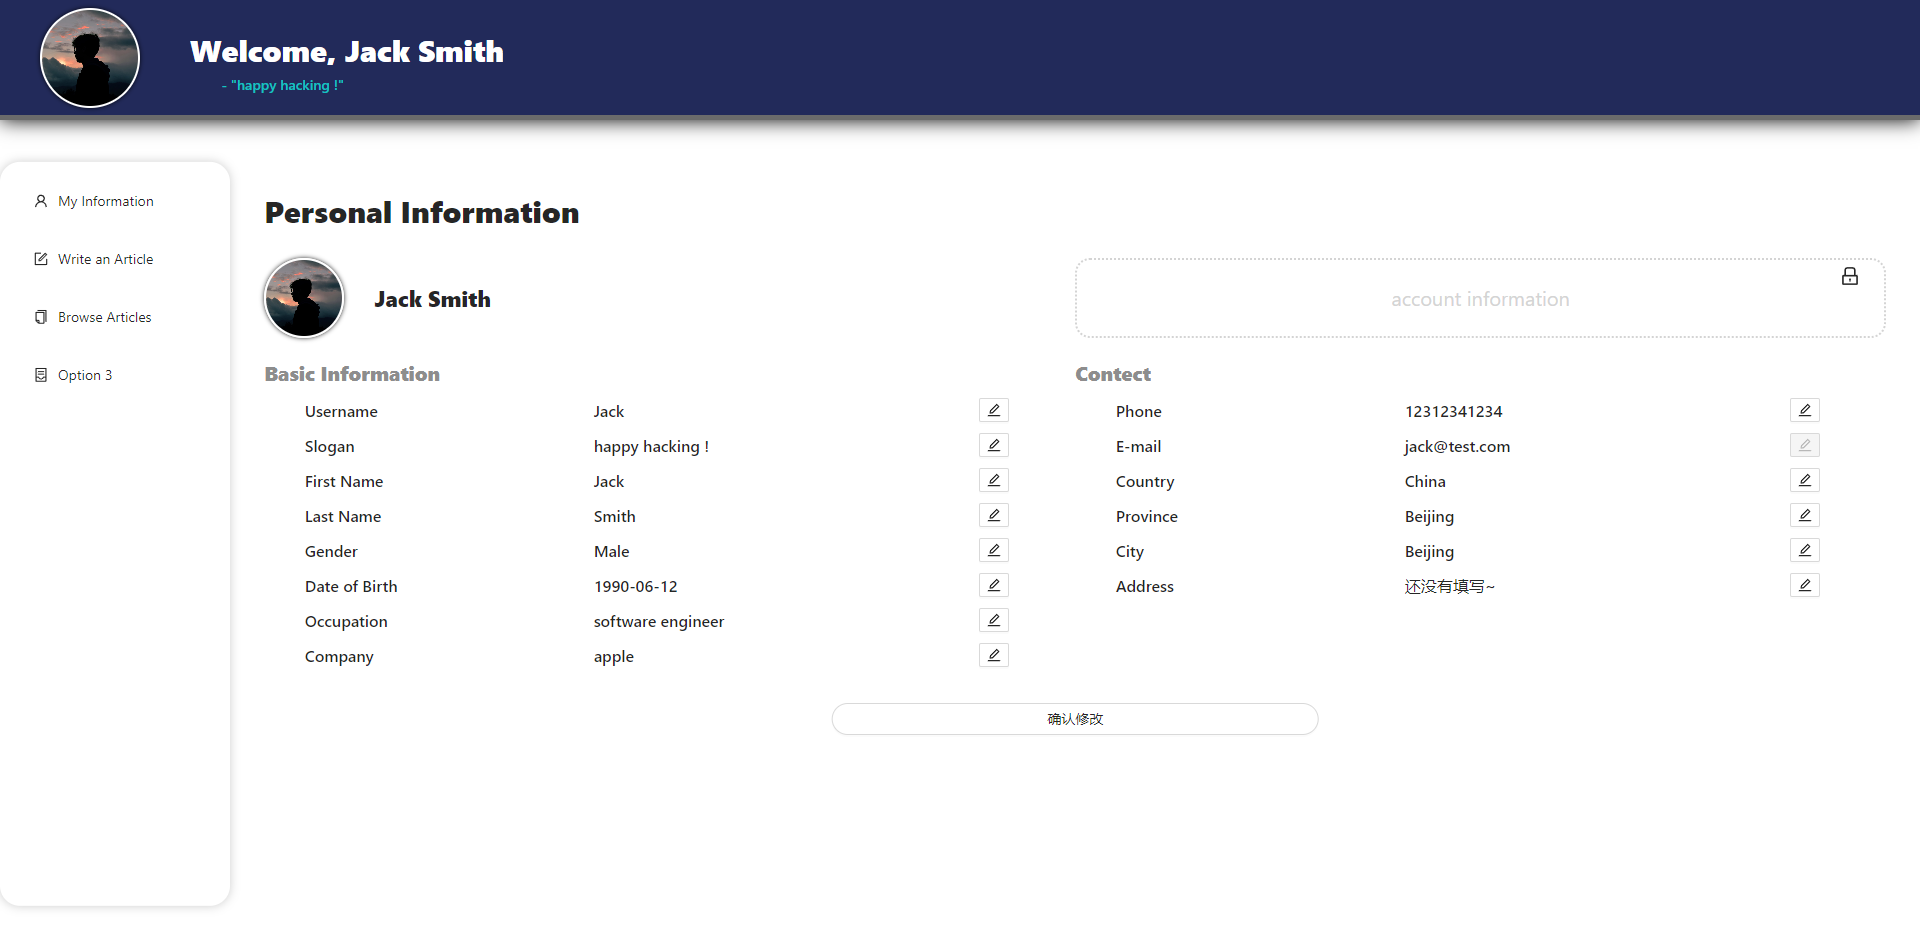 Welcome, Jack Smith
- "happy hacking !"
My Information
Write an Article
Browse Articles
Option 3
Personal Information
Jack Smith
account information
Basic Information
Username Jack
Slogan happy hacking !
First Name Jack
Last Name Smith
Gender Male
Date of Birth 1990-06-12
Occupation software engineer
Company apple
Contect
Phone 12312341234
E-mail jack@test.com
Country China
Province Beijing
City Beijing
Address 还没有填写~
确认修改